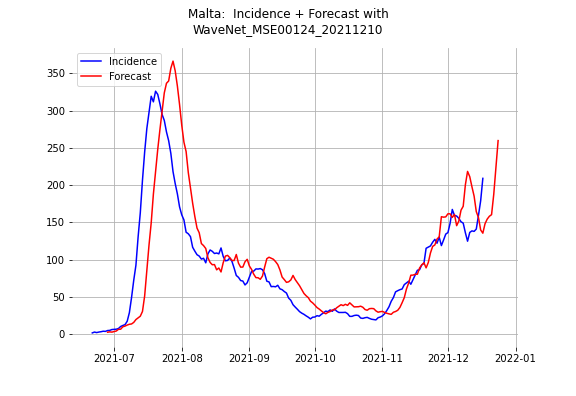 Malta:  Incidence + Forecast with
WaveNet_MSE00124_20211210
Incidence
Forecast
350
300
250
200
150
100
50
0
2021-07 2021-08 2021-09 2021-10 2021-11 2021-12 2022-01